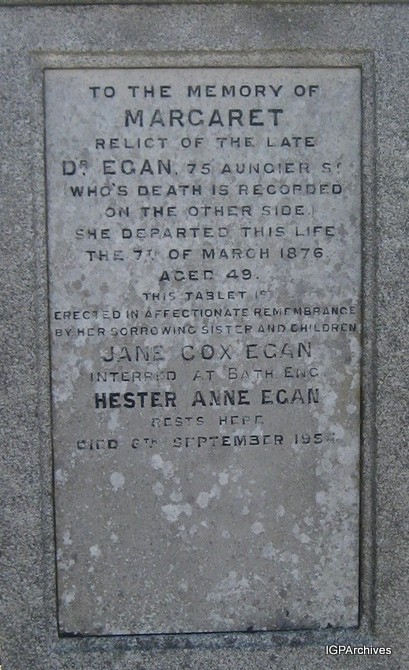 TO THE MEMORY OF
MARGARET
RELICT OF THE LATE
DR EGAN, 75 AUNGIER ST
WHO'S DEATH IS RECORDED
ON THE OTHER SIDE.
SHE DEPARTED THIS LIFE
THE 7TH OF MARCH 1876.
AGED 49.
THIS TABLET IS
ERECTED IN AFFECTIONATE REMEMBRANCE
BY HER SORROWING SISTER AND CHILDREN
JANE COX EGAN
INTERRED AT BATH ENG
HESTER ANNE EGAN
RESTS HERE
DIED 6TH SEPTEMBER
IGPArchives